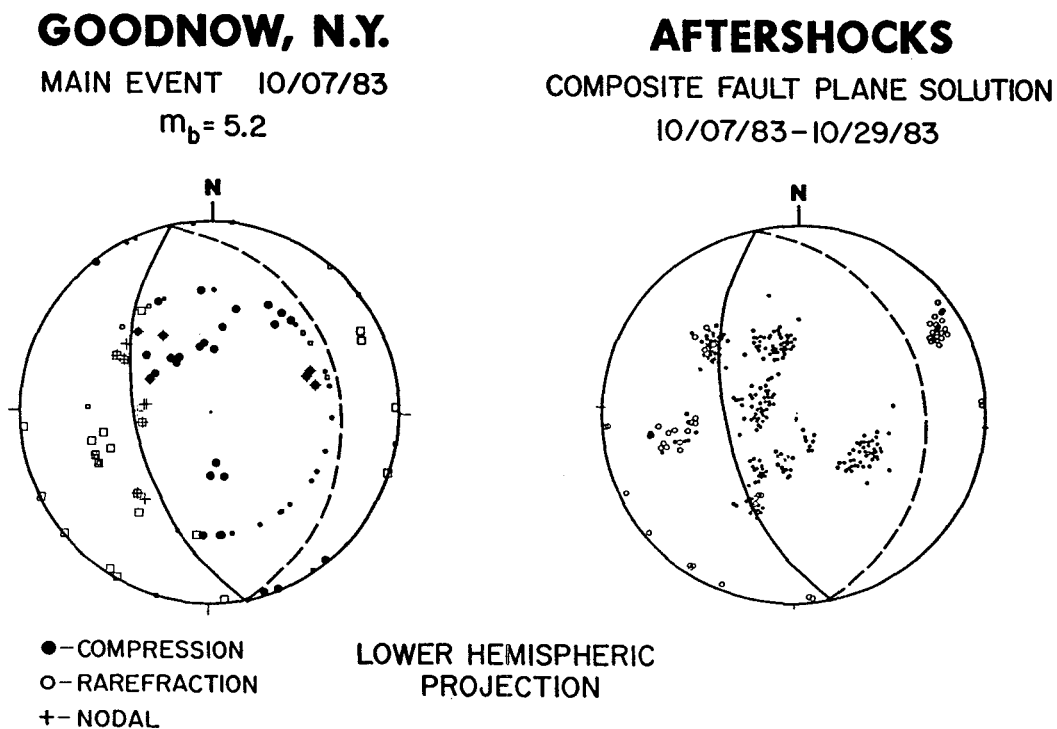 GOODNOW, N.Y.
MAIN EVENT 10/07/83
mb = 5.2
N
AFTERSHOCKS
COMPOSITE FAULT PLANE SOLUTION
10/07/83-10/29/83
N
●-COMPRESSION
○-RAREFRACTION
+-NODAL
LOWER HEMISPHERIC
PROJECTION